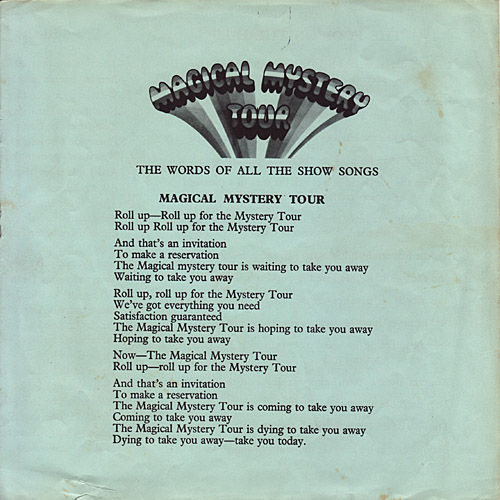 MAGICAL MYSTERY
TOUR
THE WORDS OF ALL THE SHOW SONGS
MAGICAL MYSTERY TOUR
Roll up—Roll up for the Mystery Tour
Roll up Roll up for the Mystery Tour
And that's an invitation
To make a reservation
The Magical mystery tour is waiting to take you away
Waiting to take you away
Roll up, roll up for the Mystery Tour
We've got everything you need
Satisfaction guaranteed
The Magical Mystery Tour is hoping to take you away
Hoping to take you away
Now—The Magical Mystery Tour
Roll up—roll up for the Mystery Tour
And that's an invitation
To make a reservation
The Magical Mystery Tour is coming to take you away
Coming to take you away
The Magical Mystery Tour is dying to take you away
Dying to take you away—take you today.